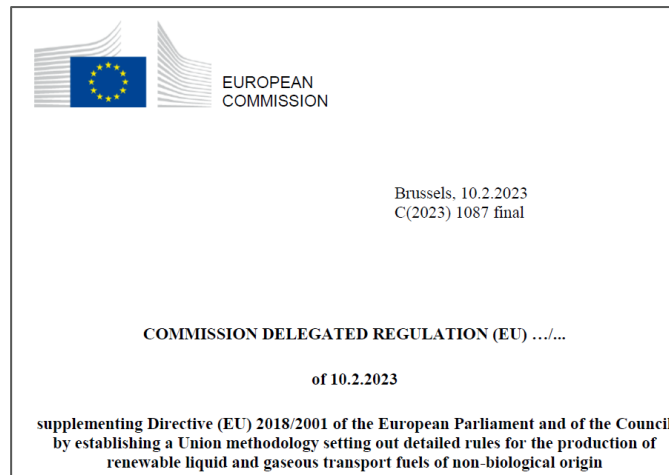 EUROPEAN
COMMISSION
Brussels, 10.2.2023
C(2023) 1087 final
COMMISSION DELEGATED REGULATION (EU) …/...
of 10.2.2023
supplementing Directive (EU) 2018/2001 of the European Parliament and of the Council
by establishing a Union methodology setting out detailed rules for the production of
renewable liquid and gaseous transport fuels of non-biological origin